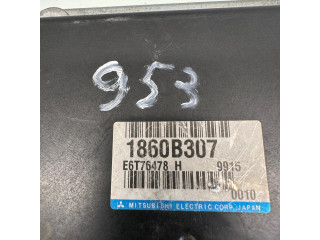 953
1860B307
E6T76478 H 9915
0010
MITSUBISHI ELECTRIC CORP. JAPAN